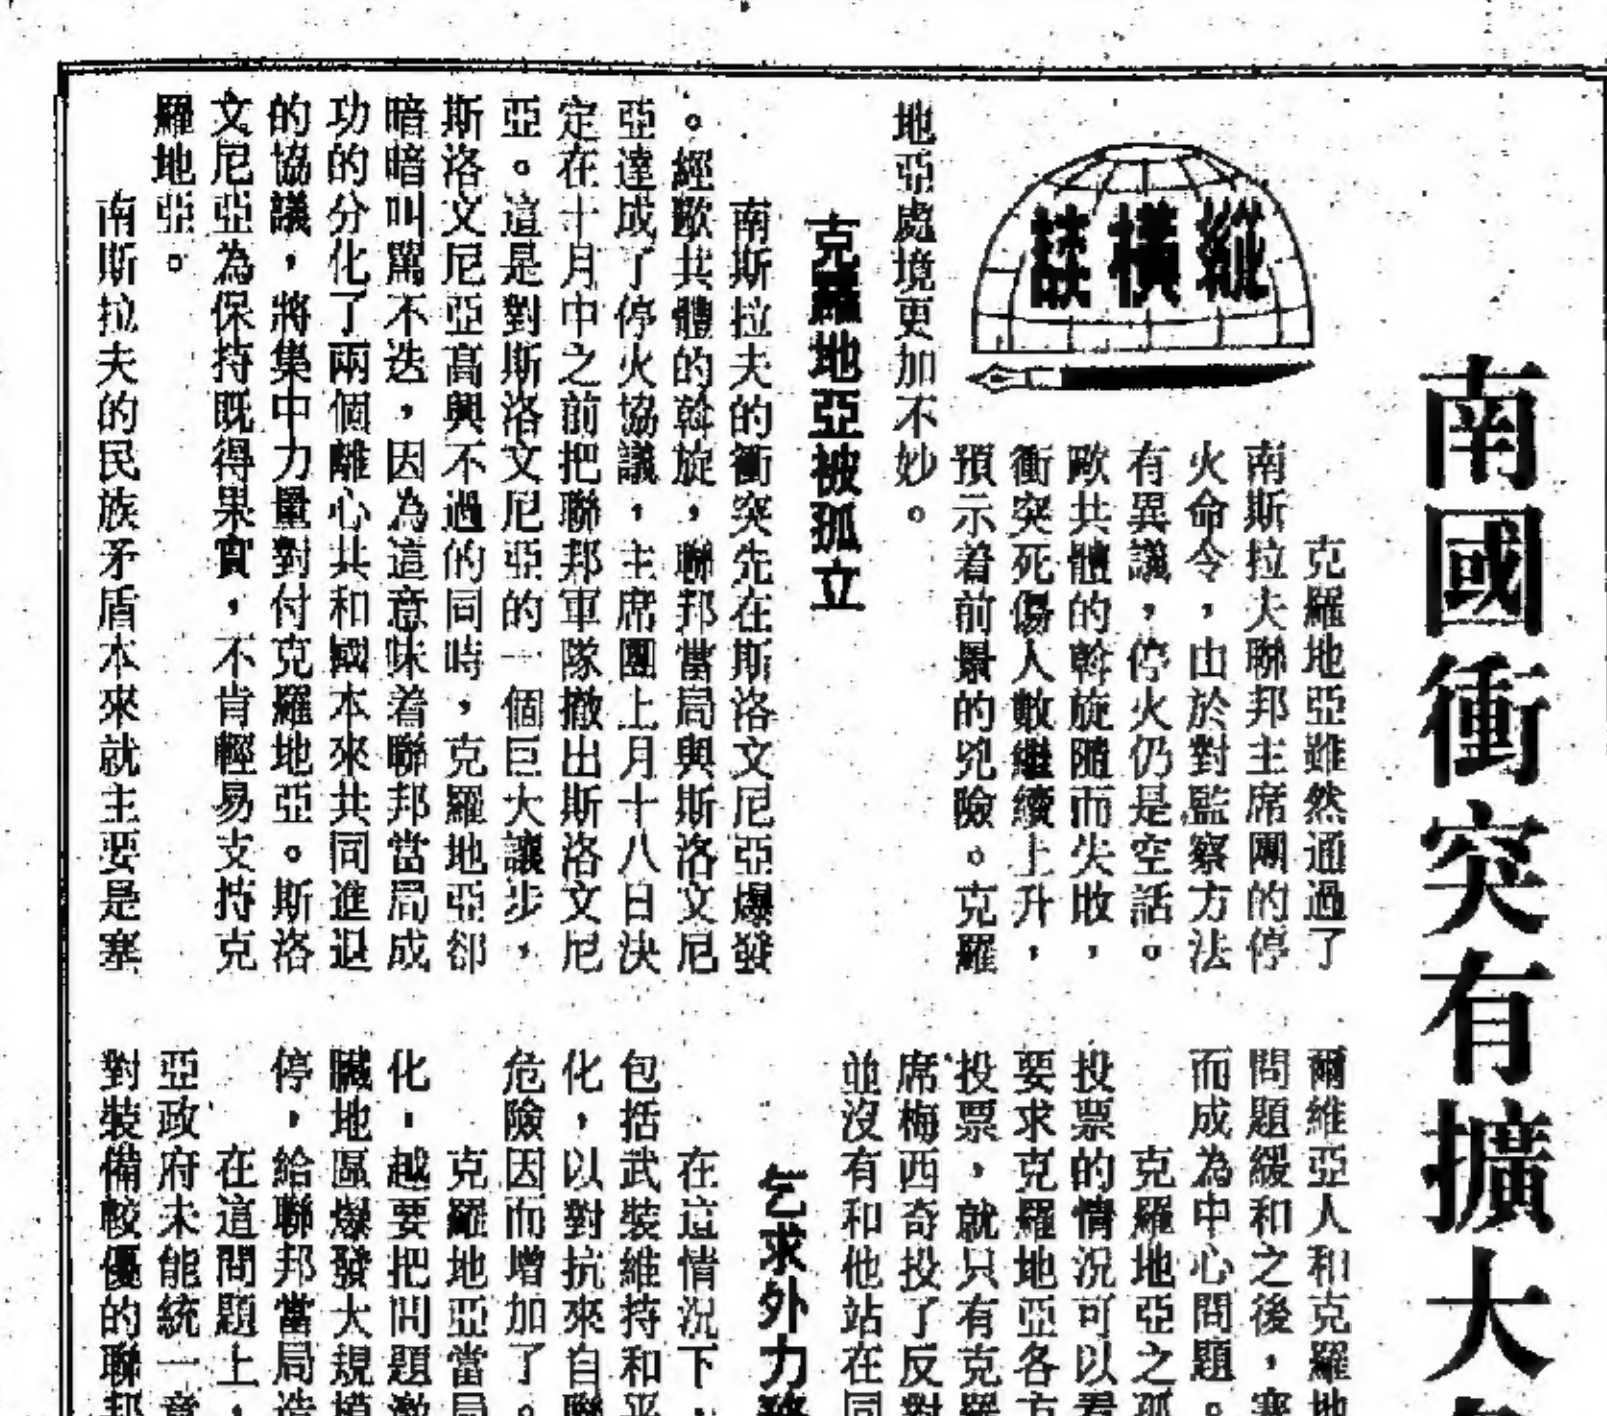 南國衝突有擴大
縱橫談
克羅地亞雖然通過了
南斯拉夫聯邦主席團的停
火命令，由於對監察方法
有異議，停火仍是空話。
歐共體的斡旋隨而失敗，
衝突死傷人數繼續上升，
預示着前景的兇險。克羅
地亞處境更加不妙。
克羅地亞被孤立
南斯拉夫的衝突先在斯洛文尼亞爆發
。經歐共體的斡旋，聯邦當局與斯洛文尼
亞達成了停火協議，主席團上月十八日決
定在十月中之前把聯邦軍隊撤出斯洛文尼
亞。這是對斯洛文尼亞的一個巨大讓步，
斯洛文尼亞高興不過的同時，克羅地亞卻
暗暗叫罵不迭，因為這意味着聯邦當局成
功的分化了兩個離心共和國本來共同進退
的協議，將集中力量對付克羅地亞。斯洛
文尼亞為保持既得果實，不肯輕易支持克
羅地亞。
南斯拉夫的民族矛盾本來就主要是塞
爾維亞人和克羅地
問題緩和之後，塞
而成為中心問題。
克羅地亞之孤
投票的情況可以看
要求克羅地亞各方
投票，就只有克羅
席梅西奇投了反對
並沒有和他站在同
乞求外力
在這情況下，
包括武裝維持和平
化，以對抗來自聯
危險因而增加了。
克羅地亞當局
化，越要把問題激
臟地區爆發大規模
停，給聯邦當局造
在這問題上，
亞政府未能統一意
對裝備較優的聯邦